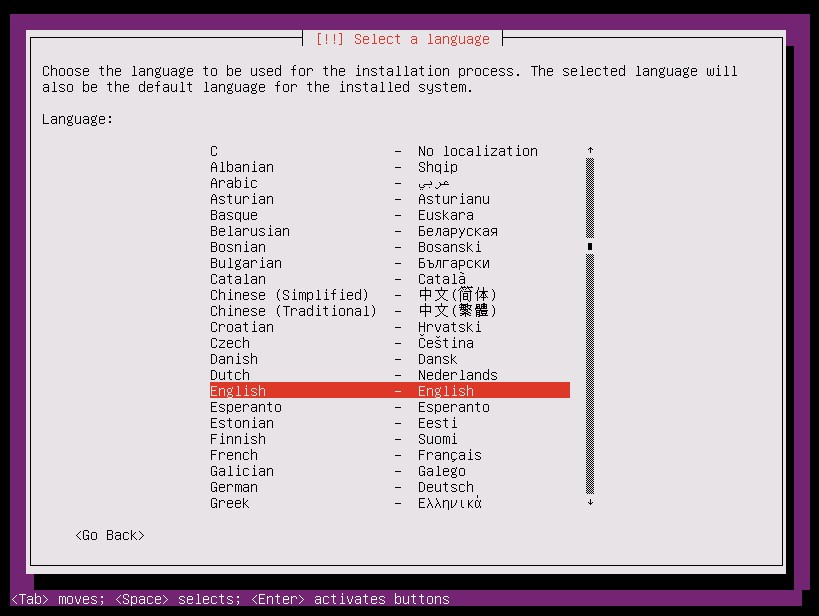 [!!] Select a language
Choose the language to be used for the installation process. The selected language will
also be the default language for the installed system.
Language:
C - No localization
Albanian - Shqip
Arabic - عربي
Asturian - Asturianu
Basque - Euskara
Belarusian - Беларуская
Bosnian - Bosanski
Bulgarian - Български
Catalan - Català
Chinese (Simplified) - 中文(简体)
Chinese (Traditional) - 中文(繁體)
Croatian - Hrvatski
Czech - Čeština
Danish - Dansk
Dutch - Nederlands
English - English
Esperanto - Esperanto
Estonian - Eesti
Finnish - Suomi
French - Français
Galician - Galego
German - Deutsch
Greek - Ελληνικά
<Go Back>
<Tab> moves; <Space> selects; <Enter> activates buttons